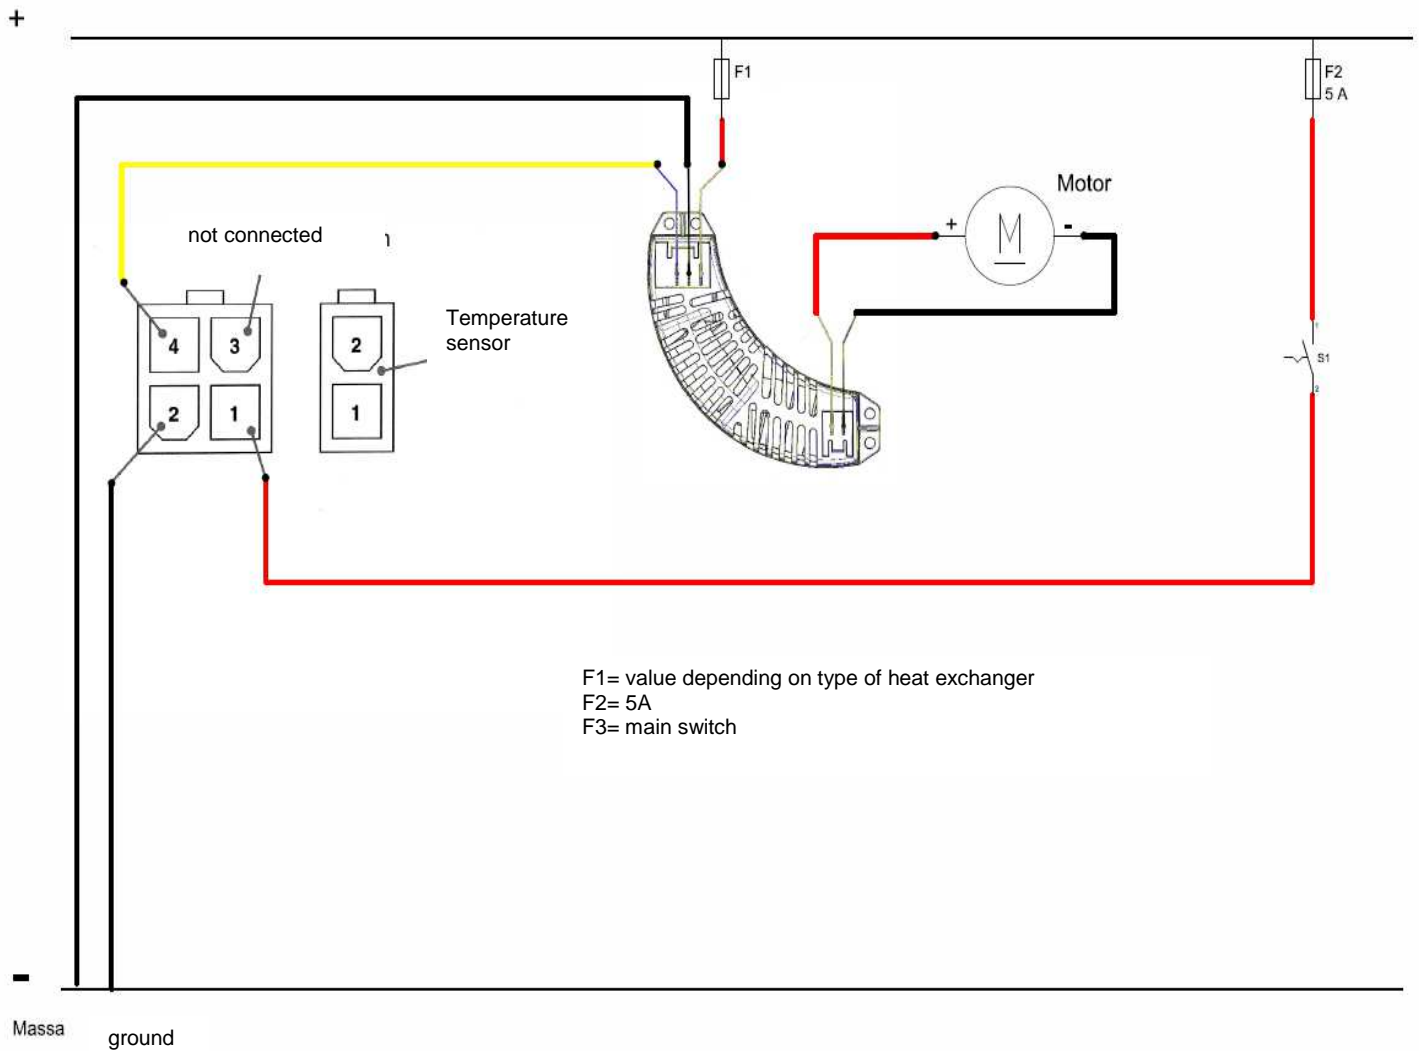 +
F1
F2
5 A
Motor
+
-
M
not connected
Temperature
sensor
4
3
2
1
2
1
1
S1
2
F1= value depending on type of heat exchanger
F2= 5A
F3= main switch
-
Massa
ground